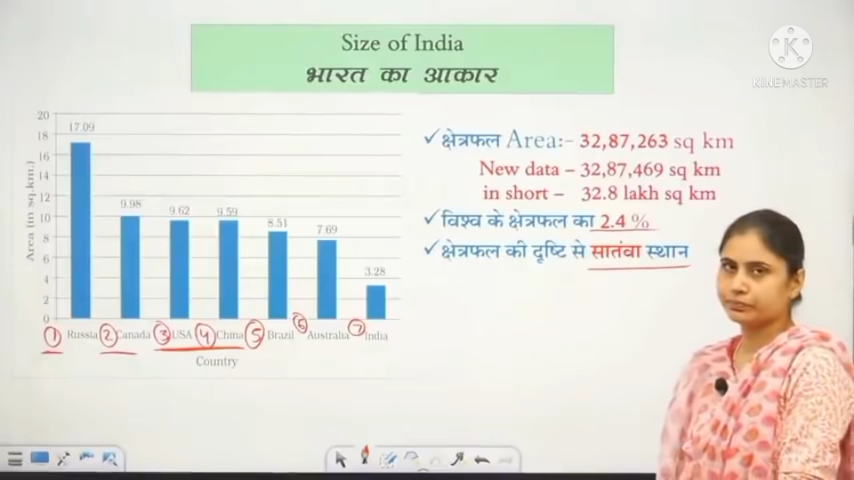 Size of India
भारत का आकार
KINEMASTER
20
18
16
14
12
10
8
6
4
2
0
Area (in sq.km.)
17.09
9.98
9.62
9.59
8.51
7.69
3.28
1 Russia 2 Canada 3 USA 4 China 5 Brazil 6 Australia 7 India
Country
✓ क्षेत्रफल Area:- 32,87,263 sq km
New data – 32,87,469 sq km
in short – 32.8 lakh sq km
✓ विश्व के क्षेत्रफल का 2.4 %
✓ क्षेत्रफल की दृष्टि से सातंवा स्थान